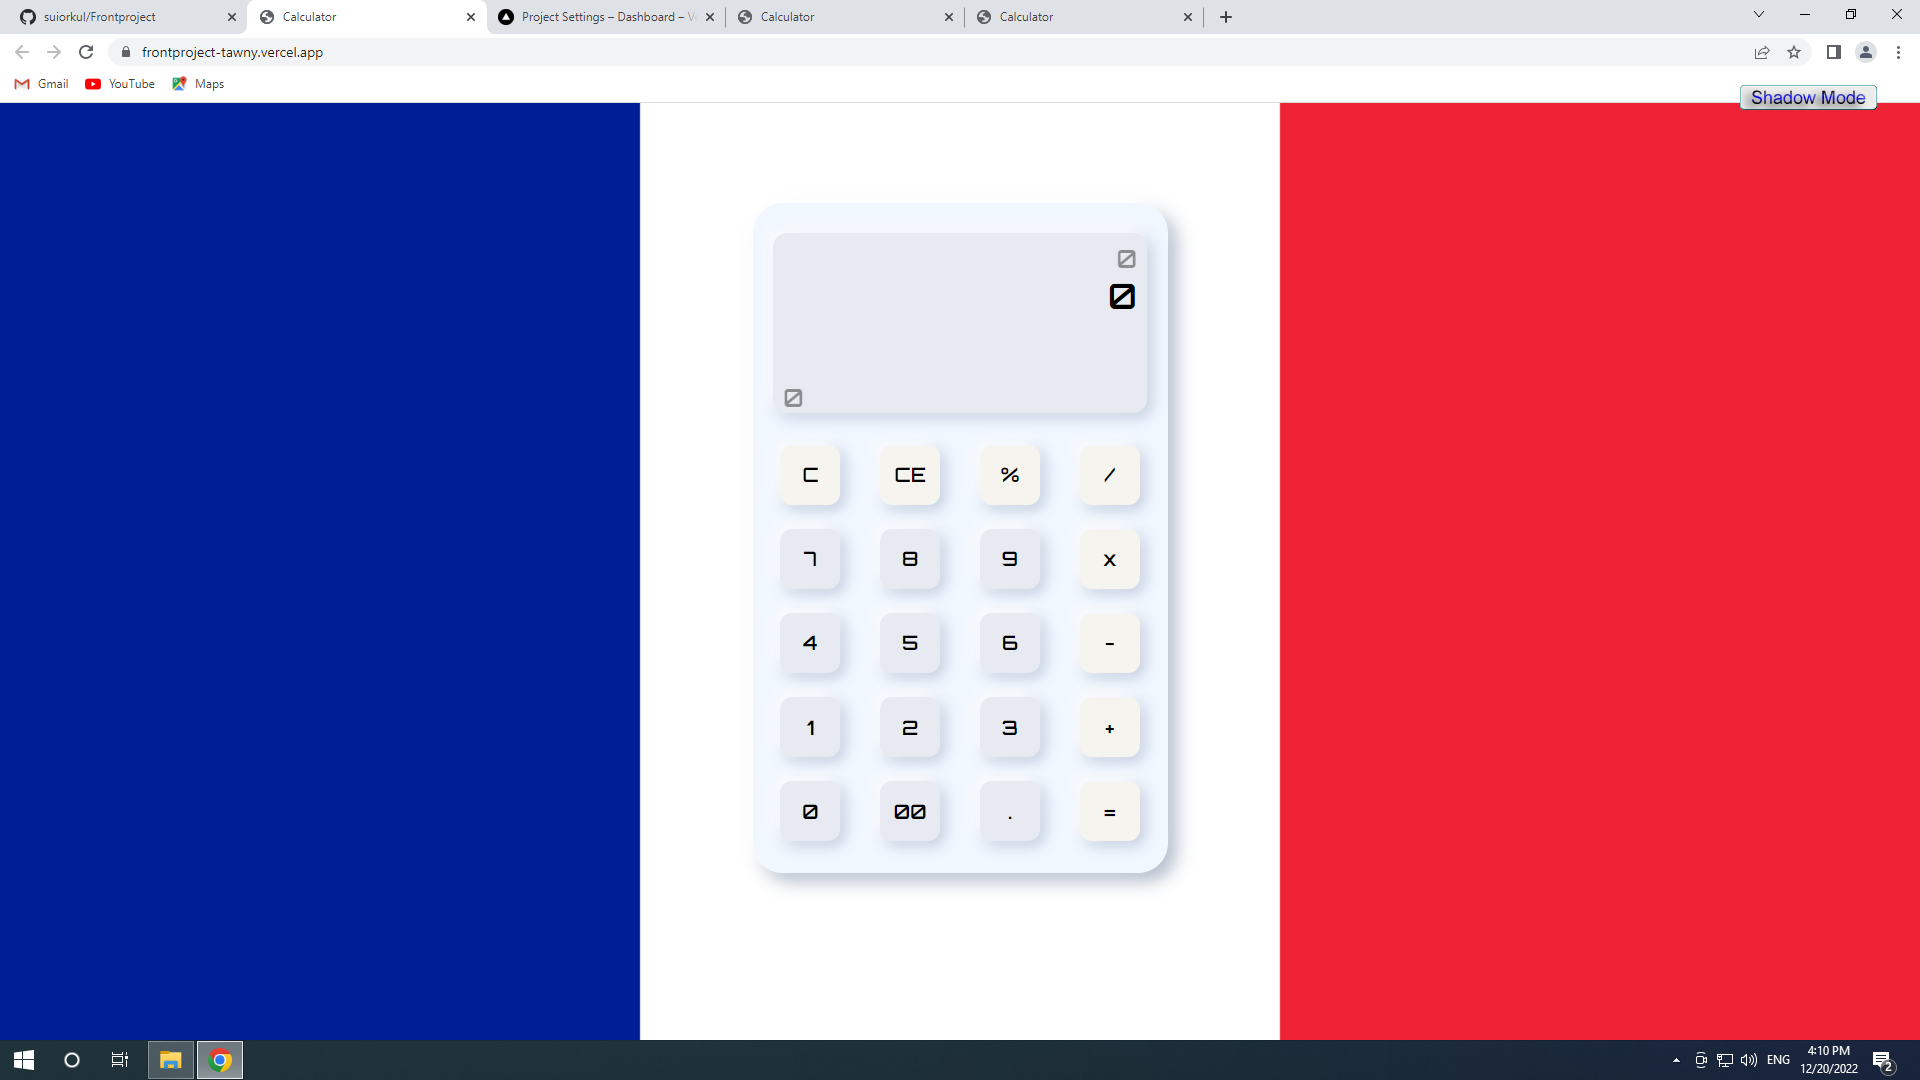 suiorkul/Frontproject
Calculator
Project Settings – Dashboard – V
Calculator
Calculator
frontproject-tawny.vercel.app
Gmail
YouTube
Maps
Shadow Mode
0
0
0
C CE % /
7 8 9 x
4 5 6 -
1 2 3 +
0 00 . =
ENG
4:10 PM
12/20/2022
2